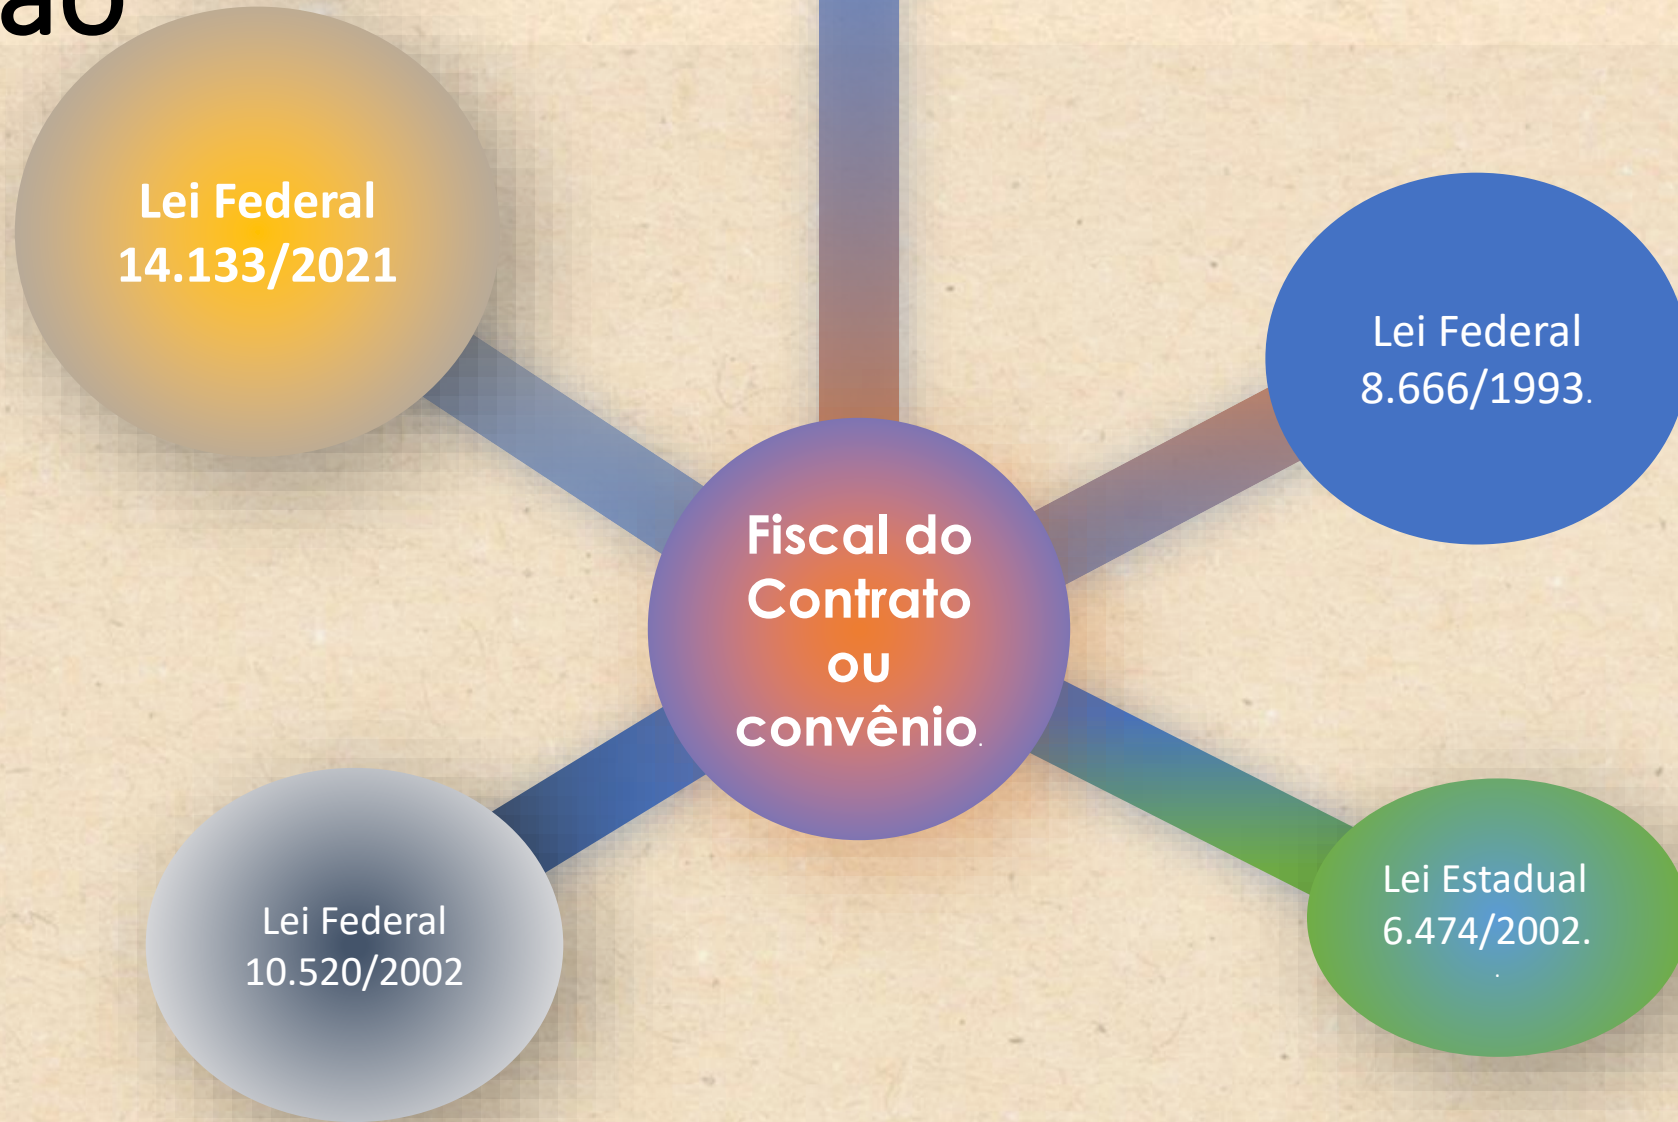 Lei Federal
14.133/2021
Lei Federal
8.666/1993.
Fiscal do
Contrato
ou
convênio.
Lei Federal
10.520/2002
Lei Estadual
6.474/2002.
.